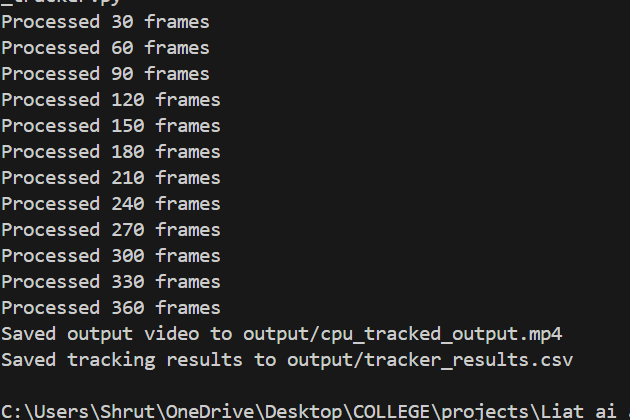 _tracker.py
Processed 30 frames
Processed 60 frames
Processed 90 frames
Processed 120 frames
Processed 150 frames
Processed 180 frames
Processed 210 frames
Processed 240 frames
Processed 270 frames
Processed 300 frames
Processed 330 frames
Processed 360 frames
Saved output video to output/cpu_tracked_output.mp4
Saved tracking results to output/tracker_results.csv
C:\Users\Shrut\OneDrive\Desktop\COLLEGE\projects\Liat ai